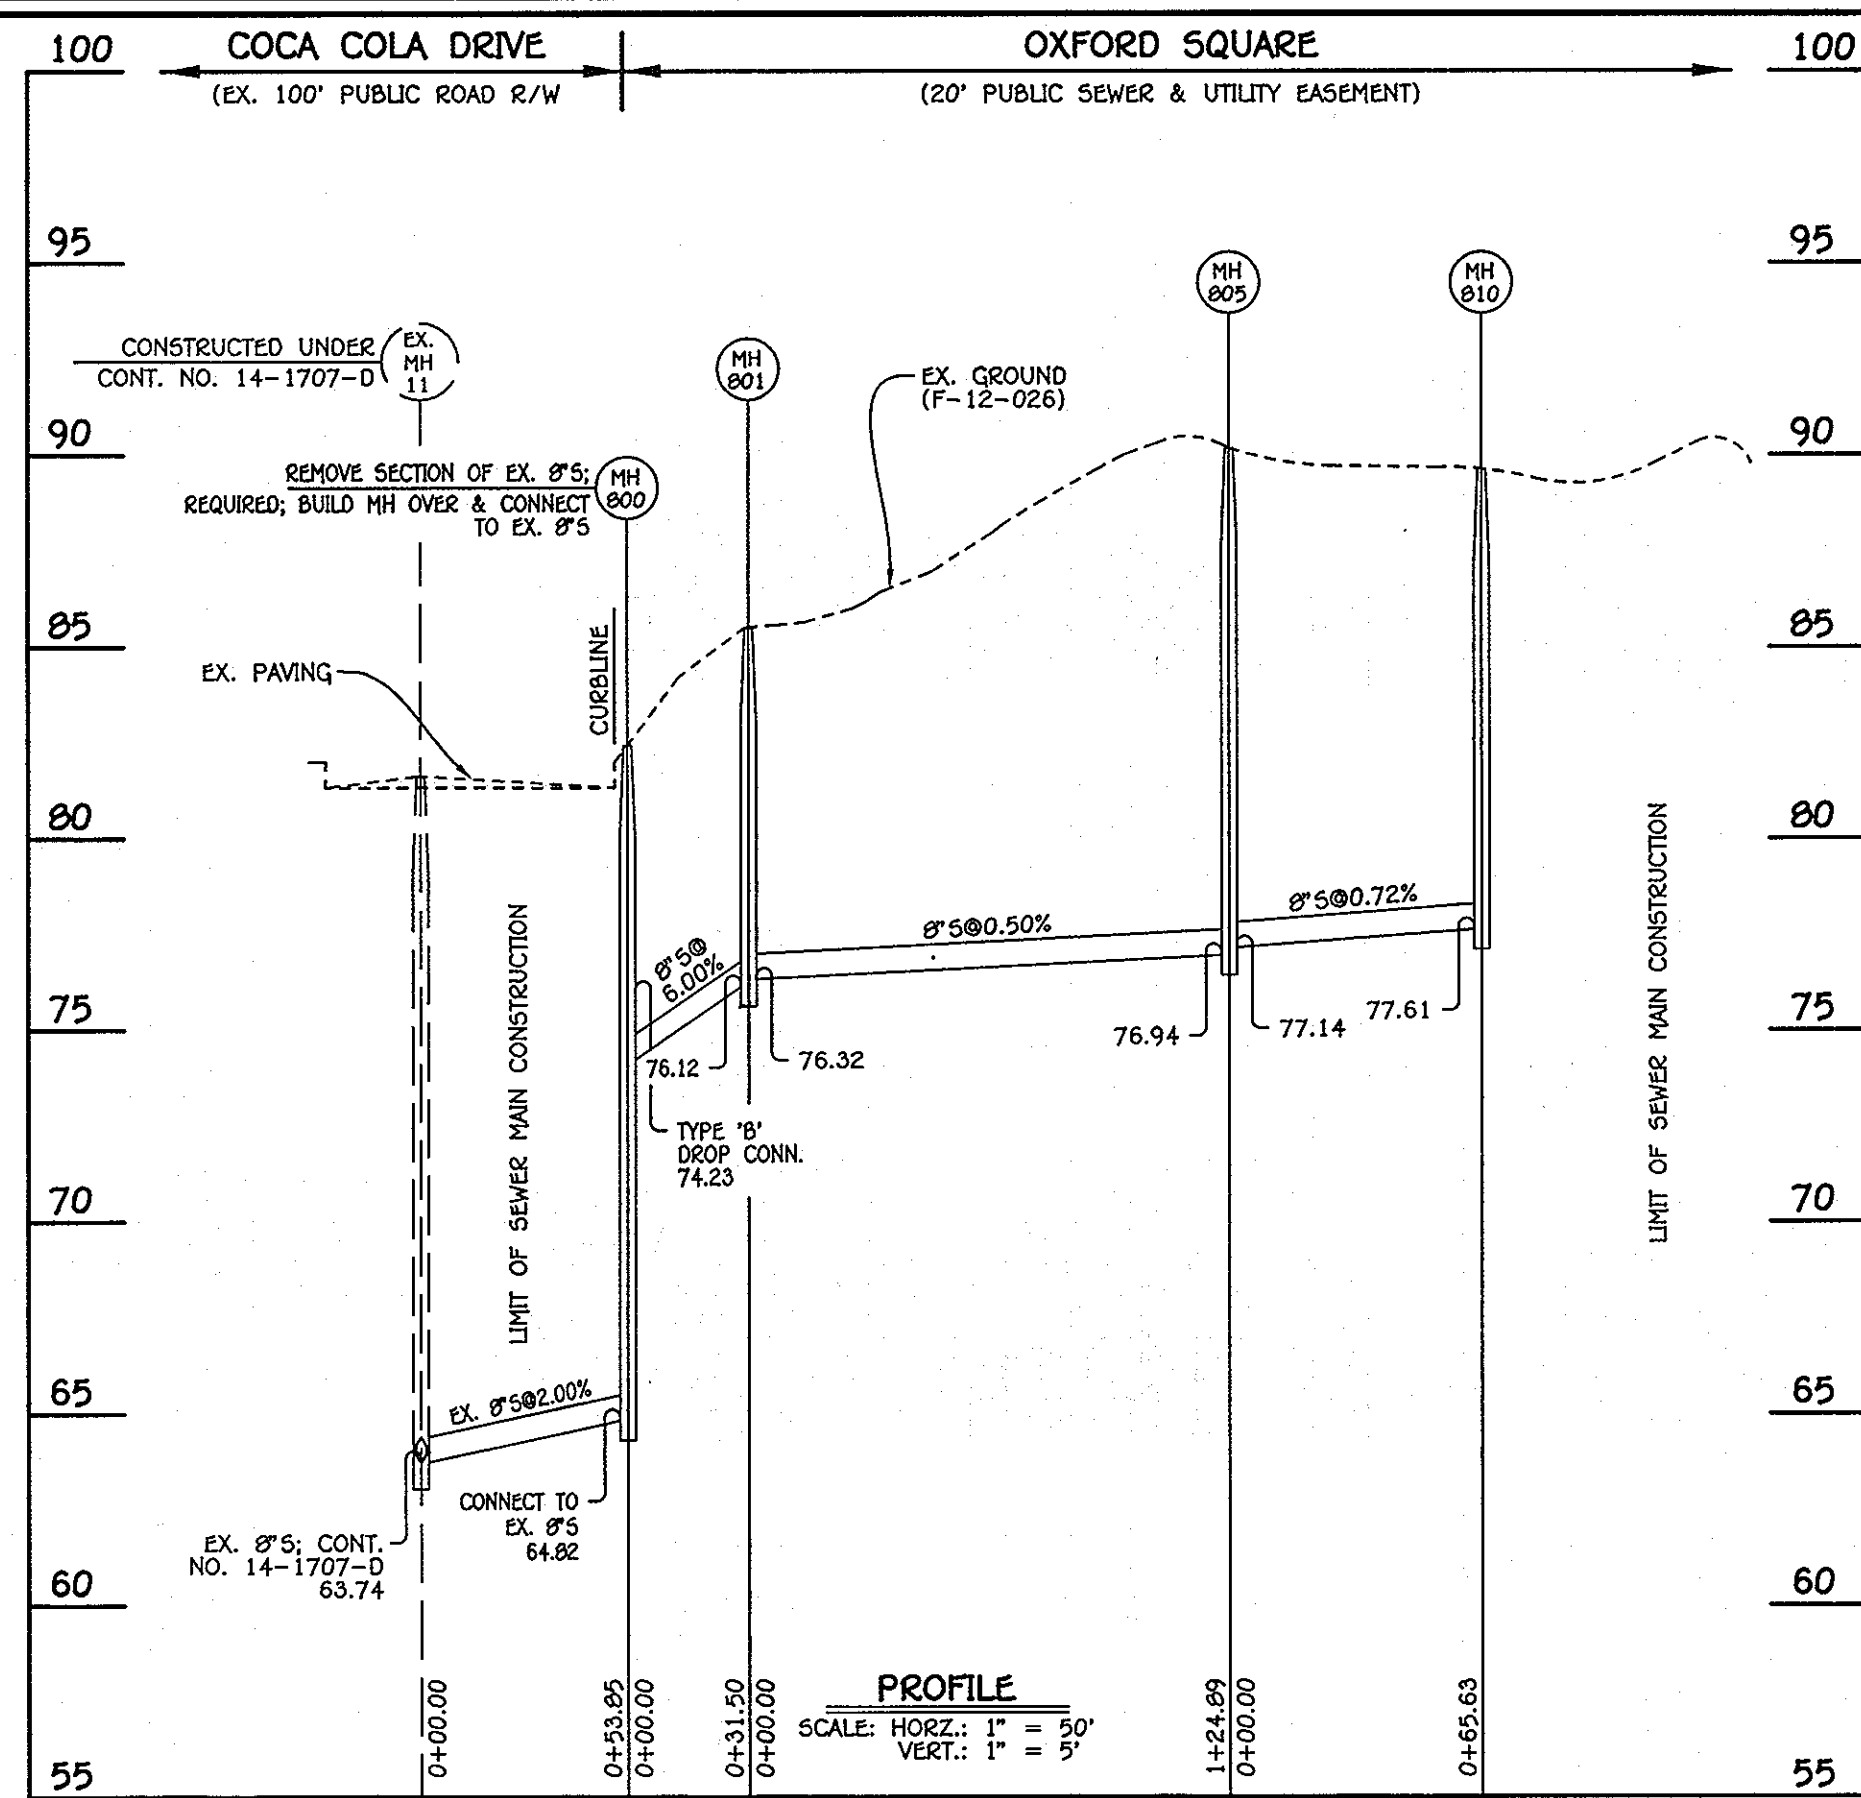 100
COCA COLA DRIVE
OXFORD SQUARE
100
(EX. 100' PUBLIC ROAD R/W
(20' PUBLIC SEWER & UTILITY EASEMENT)
95
95
MH
805
MH
810
CONSTRUCTED UNDER
CONT. NO. 14-1707-D
EX.
MH
11
MH
801
EX. GROUND
(F-12-026)
90
90
REMOVE SECTION OF EX. 8"S;
REQUIRED; BUILD MH OVER & CONNECT
TO EX. 8"S
MH
800
85
85
CURBLINE
EX. PAVING
80
80
LIMIT OF SEWER MAIN CONSTRUCTION
LIMIT OF SEWER MAIN CONSTRUCTION
8"S@
6.00%
8"S@0.50%
8"S@0.72%
75
75
76.12
76.32
76.94
77.14
77.61
TYPE 'B'
DROP CONN.
74.23
70
70
65
65
EX. 8"S@2.00%
CONNECT TO
EX. 8"S
64.82
EX. 8"S; CONT.
NO. 14-1707-D
63.74
60
60
0+00.00
0+53.85
0+00.00
0+31.50
0+00.00
PROFILE
SCALE: HORZ.: 1" = 50'
VERT.: 1" = 5'
1+24.89
0+00.00
0+65.63
55
55